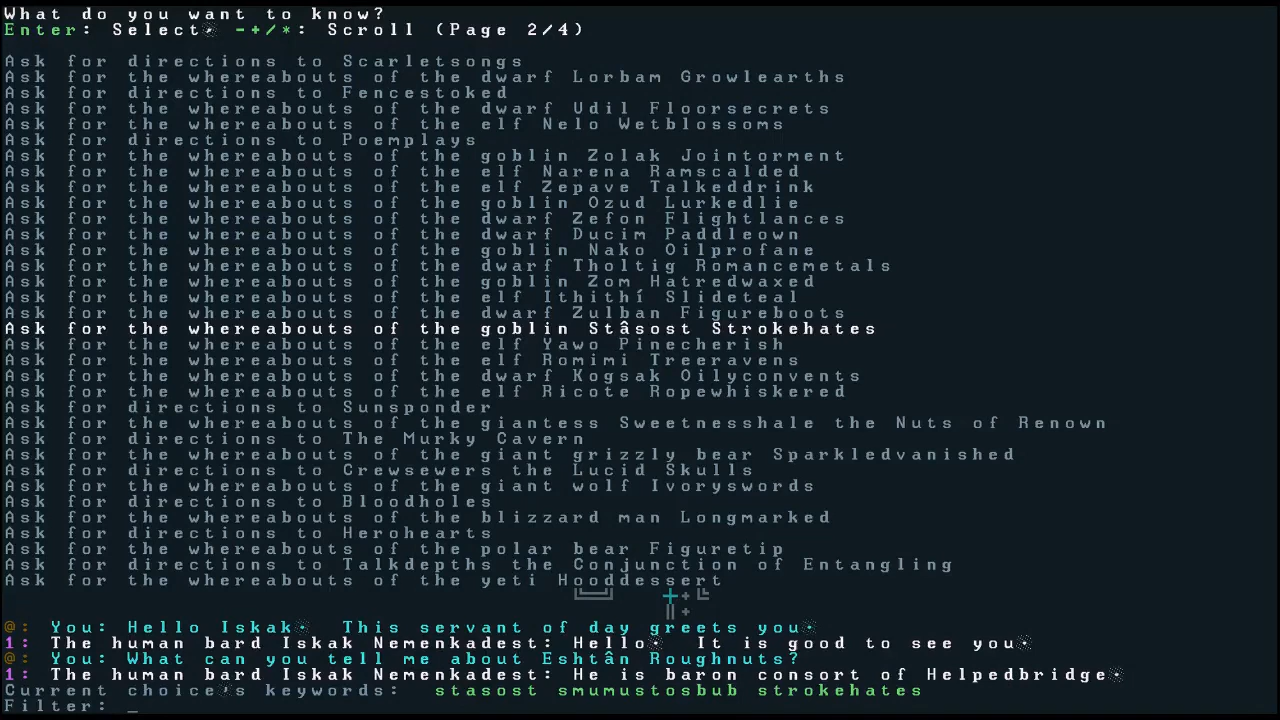 What do you want to know?
Enter: Select. -+/*: Scroll (Page 2/4)
Ask for directions to Scarletsongs
Ask for the whereabouts of the dwarf Lorbam Growlearths
Ask for directions to Fencestoked
Ask for the whereabouts of the dwarf Udil Floorsecrets
Ask for the whereabouts of the elf Nelo Wetblossoms
Ask for directions to Poemplays
Ask for the whereabouts of the goblin Zolak Jointorment
Ask for the whereabouts of the elf Narena Ramscalded
Ask for the whereabouts of the elf Zepave Talkeddrink
Ask for the whereabouts of the goblin Ozud Lurkedlie
Ask for the whereabouts of the dwarf Zefon Flightlances
Ask for the whereabouts of the dwarf Ducim Paddleown
Ask for the whereabouts of the goblin Nako Oilprofane
Ask for the whereabouts of the dwarf Tholtig Romancemetals
Ask for the whereabouts of the goblin Zom Hatredwaxed
Ask for the whereabouts of the elf Ithithí Slideteal
Ask for the whereabouts of the dwarf Zulban Figureboots
Ask for the whereabouts of the goblin Stâsost Strokehates
Ask for the whereabouts of the elf Yawo Pinecherish
Ask for the whereabouts of the elf Romimi Treeravens
Ask for the whereabouts of the dwarf Kogsak Oilyconvents
Ask for the whereabouts of the elf Ricote Ropewhiskered
Ask for directions to Sunsponder
Ask for the whereabouts of the giantess Sweetnesshale the Nuts of Renown
Ask for directions to The Murky Cavern
Ask for the whereabouts of the giant grizzly bear Sparkledvanished
Ask for directions to Crewsewers the Lucid Skulls
Ask for the whereabouts of the giant wolf Ivoryswords
Ask for directions to Bloodholes
Ask for the whereabouts of the blizzard man Longmarked
Ask for directions to Herohearts
Ask for the whereabouts of the polar bear Figuretip
Ask for directions to Talkdepths the Conjunction of Entangling
Ask for the whereabouts of the yeti Hooddessert
@: You: Hello Iskak. This servant of day greets you.
1: The human bard Iskak Nemenkadest: Hello. It is good to see you.
@: You: What can you tell me about Eshtân Roughnuts?
1: The human bard Iskak Nemenkadest: He is baron consort of Helpedbridge.
Current choice's keywords: stasost smumustosbub strokehates
Filter: _